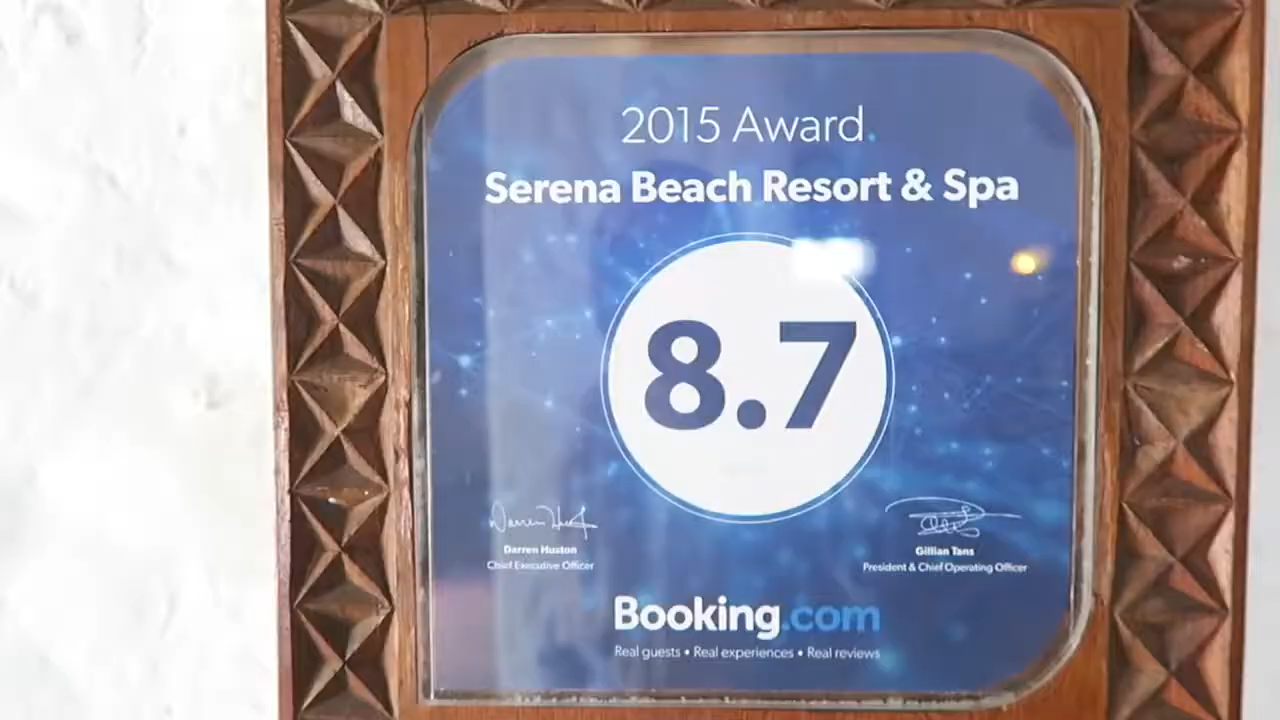 2015 Award.
Serena Beach Resort & Spa
8.7
Darren Huston
Chief Executive Officer
Gillian Tans
President & Chief Operating Officer
Booking.com
Real guests • Real experiences • Real reviews